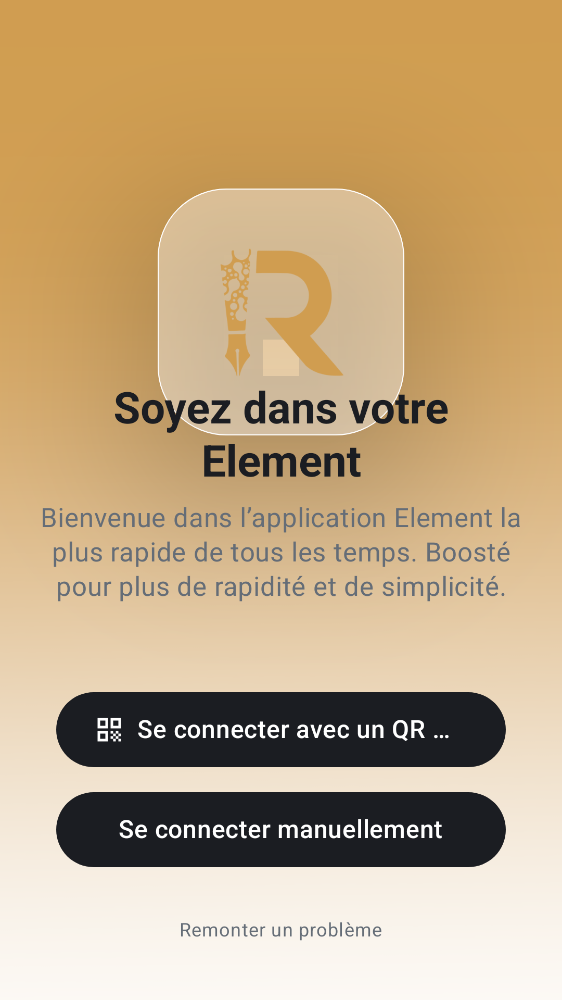 R
Soyez dans votre
Element
Bienvenue dans l’application Element la
plus rapide de tous les temps. Boosté
pour plus de rapidité et de simplicité.
Se connecter avec un QR …
Se connecter manuellement
Remonter un problème